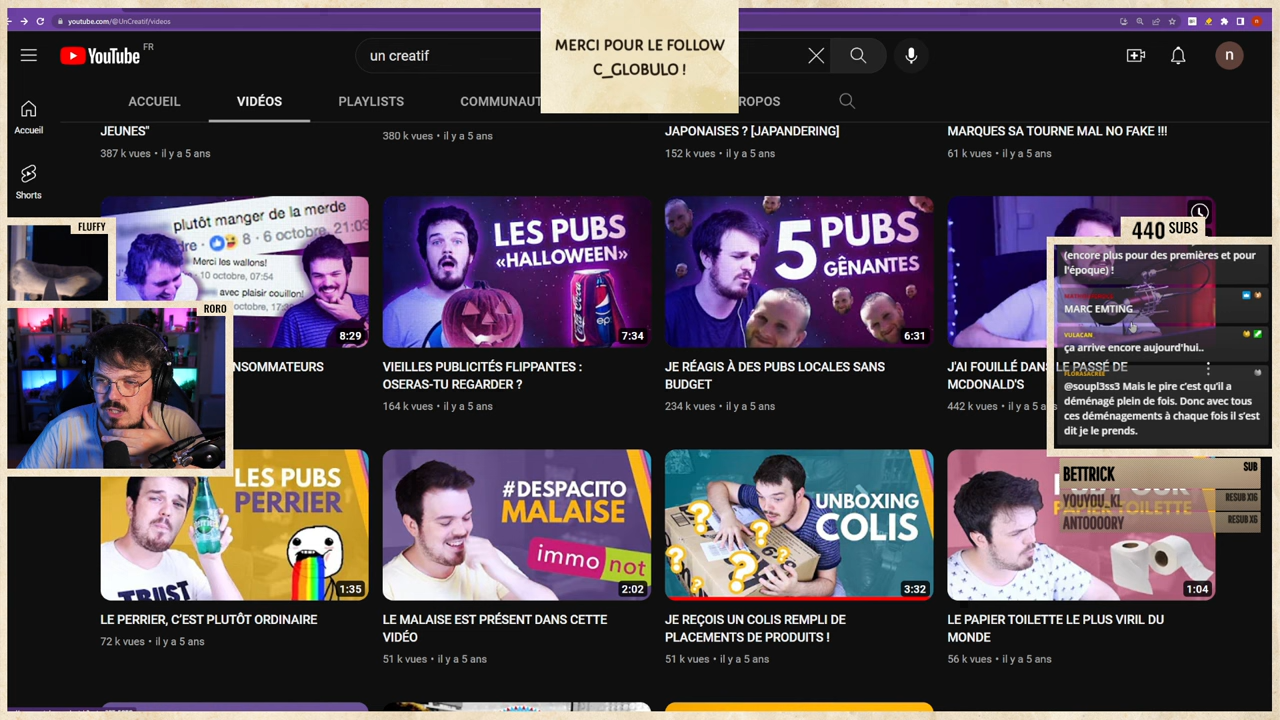 youtube.com/@UnCreatif/videos
MERCI POUR LE FOLLOW
C_GLOBULO !
YouTube FR
un creatif
n
ACCUEIL
VIDÉOS
PLAYLISTS
COMMUNAUT
ROPOS
Accueil
Shorts
JEUNES"
387 k vues • il y a 5 ans
380 k vues • il y a 5 ans
JAPONAISES ? [JAPANDERING]
152 k vues • il y a 5 ans
MARQUES SA TOURNE MAL NO FAKE !!!
61 k vues • il y a 5 ans
plutôt manger de la merde
dre · 8 · 6 octobre, 21:03
Merci les wallons!
10 octobre, 07:54
avec plaisir couillon!
8:29
LES PUBS
«HALLOWEEN»
7:34
5 PUBS
GÊNANTES
6:31
FLUFFY
RORO
NSOMMATEURS
VIEILLES PUBLICITÉS FLIPPANTES :
OSERAS-TU REGARDER ?
164 k vues • il y a 5 ans
JE RÉAGIS À DES PUBS LOCALES SANS
BUDGET
234 k vues • il y a 5 ans
J'AI FOUILLÉ DANS LE PASSÉ DE
MCDONALD'S
442 k vues • il y a 5 ans
440 SUBS
(encore plus pour des premières et pour
l'époque) !
MARC EMTING
VULACAN
ça arrive encore aujourd'hui..
FLORASACREE
@soupl3ss3 Mais le pire c'est qu'il a
déménagé plein de fois. Donc avec tous
ces déménagements à chaque fois il s'est
dit je le prends.
BETTRICK SUB
YOUYOU_KL RESUB X16
ANTOOOORY RESUB X6
LES PUBS
PERRIER
TRUST
1:35
#DESPACITO
MALAISE
immo not
2:02
UNBOXING
COLIS
3:32
PAPIER TOILETTE
1:04
LE PERRIER, C'EST PLUTÔT ORDINAIRE
72 k vues • il y a 5 ans
LE MALAISE EST PRÉSENT DANS CETTE
VIDÉO
51 k vues • il y a 5 ans
JE REÇOIS UN COLIS REMPLI DE
PLACEMENTS DE PRODUITS !
51 k vues • il y a 5 ans
LE PAPIER TOILETTE LE PLUS VIRIL DU
MONDE
56 k vues • il y a 5 ans